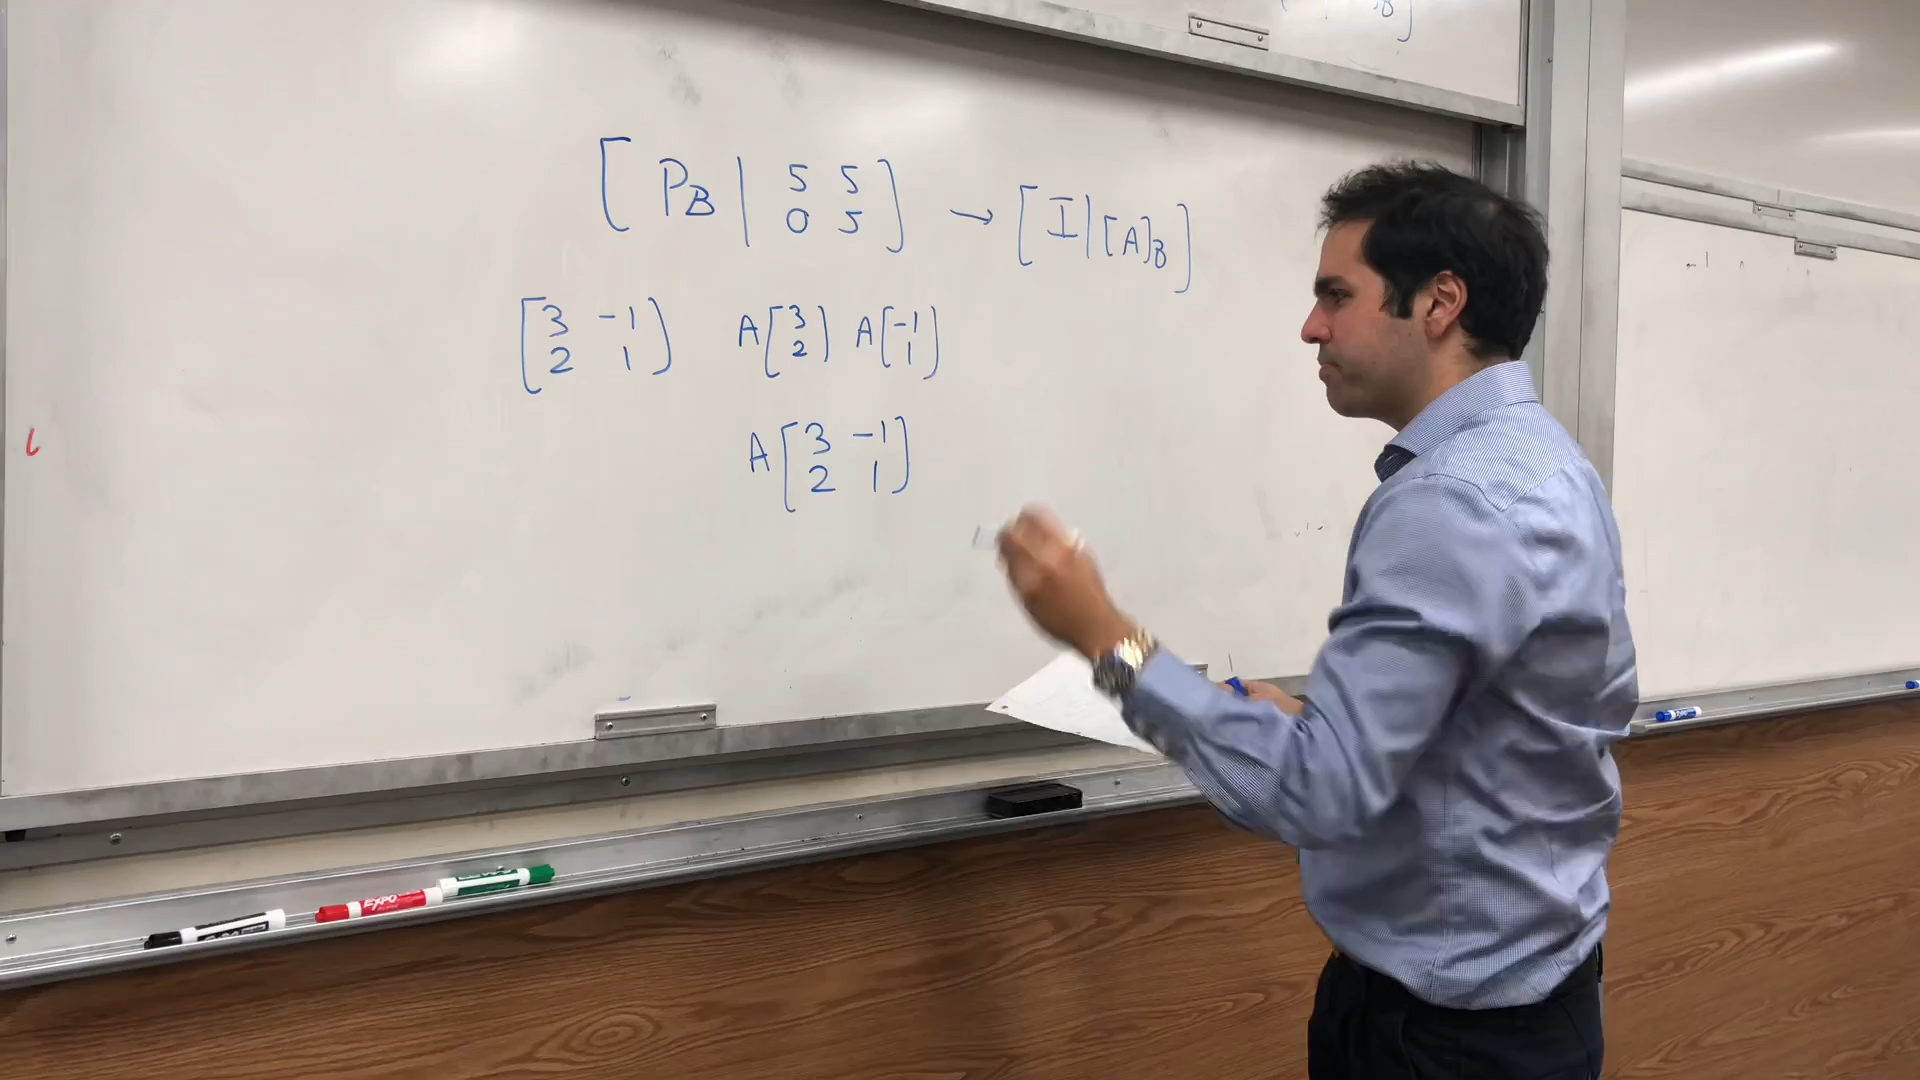 B ]
[ P_B | 5 5 ] → [ I | [A]_B ]
0 5
[ 3 -1 ] A [ 3 ] A [ -1 ]
2 1 2 1
A [ 3 -1 ]
2 1
EXPO